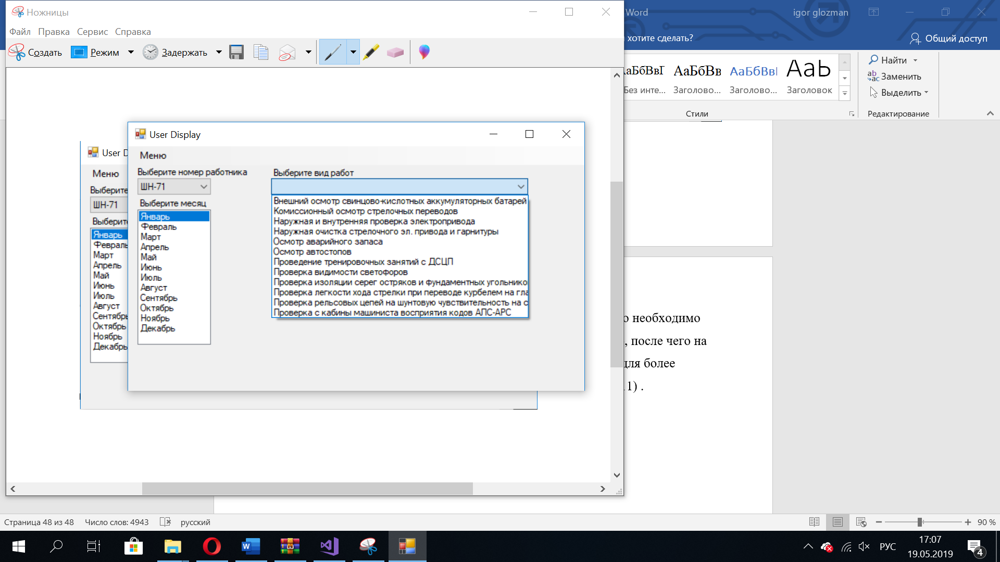 Ножницы
Файл Правка Сервис Справка
Создать Режим Задержать
Word
igor glozman
хотите сделать?
Общий доступ
АаБбВв
АаБбВвІ
АаЬ
Без инте...
Заголово...
Заголово...
Заголовок
Стили
Найти
Заменить
Выделить
Редактирование
User Display
Меню
Выберите номер работника
ШН-71
Выберите месяц
Январь
Февраль
Март
Апрель
Май
Июнь
Июль
Август
Сентябрь
Октябрь
Ноябрь
Декабрь
Выберите вид работ
Внешний осмотр свинцово-кислотных аккумуляторных батарей
Комиссионный осмотр стрелочных переводов
Наружная и внутренняя проверка электропривода
Наружная очистка стрелочного эл. привода и гарнитуры
Осмотр аварийного запаса
Осмотр автостопов
Проведение тренировочных занятий с ДСЦП
Проверка видимости светофоров
Проверка изоляции серег остряков и фундаментных угольнико
Проверка легкости хода стрелки при переводе курбелем на гла
Проверка рельсовых цепей на шунтовую чувствительность на с
Проверка с кабины машиниста восприятия кодов АЛС-АРС
User D
Меню
Выберите
ШН-71
Выберит
Январь
Февраль
Март
Апрель
Май
Июнь
Июль
Август
Сентябрь
Октябрь
Ноябрь
Декабрь
о необходимо
, после чего на
для более
1) .
Страница 48 из 48 Число слов: 4943 русский
90 %
РУС
17:07
19.05.2019
4